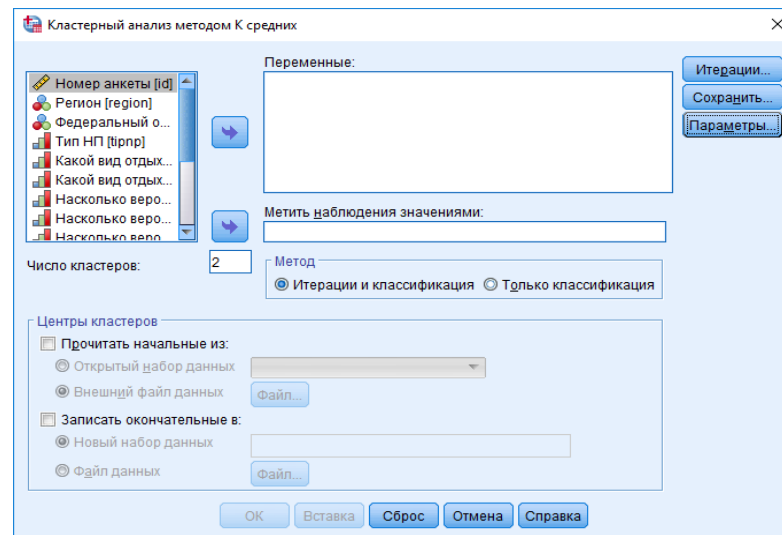 Кластерный анализ методом К средних
Номер анкеты [id]
Регион [region]
Федеральный о...
Тип НП [tipnp]
Какой вид отдых...
Какой вид отдых...
Насколько веро...
Насколько веро...
Насколько веро...
Переменные:
Итерации...
Сохранить...
Параметры...
Метить наблюдения значениями:
Число кластеров:
2
Метод
Итерации и классификация
Только классификация
Центры кластеров
Прочитать начальные из:
Открытый набор данных
Внешний файл данных
Файл...
Записать окончательные в:
Новый набор данных
Файл данных
Файл...
ОК
Вставка
Сброс
Отмена
Справка